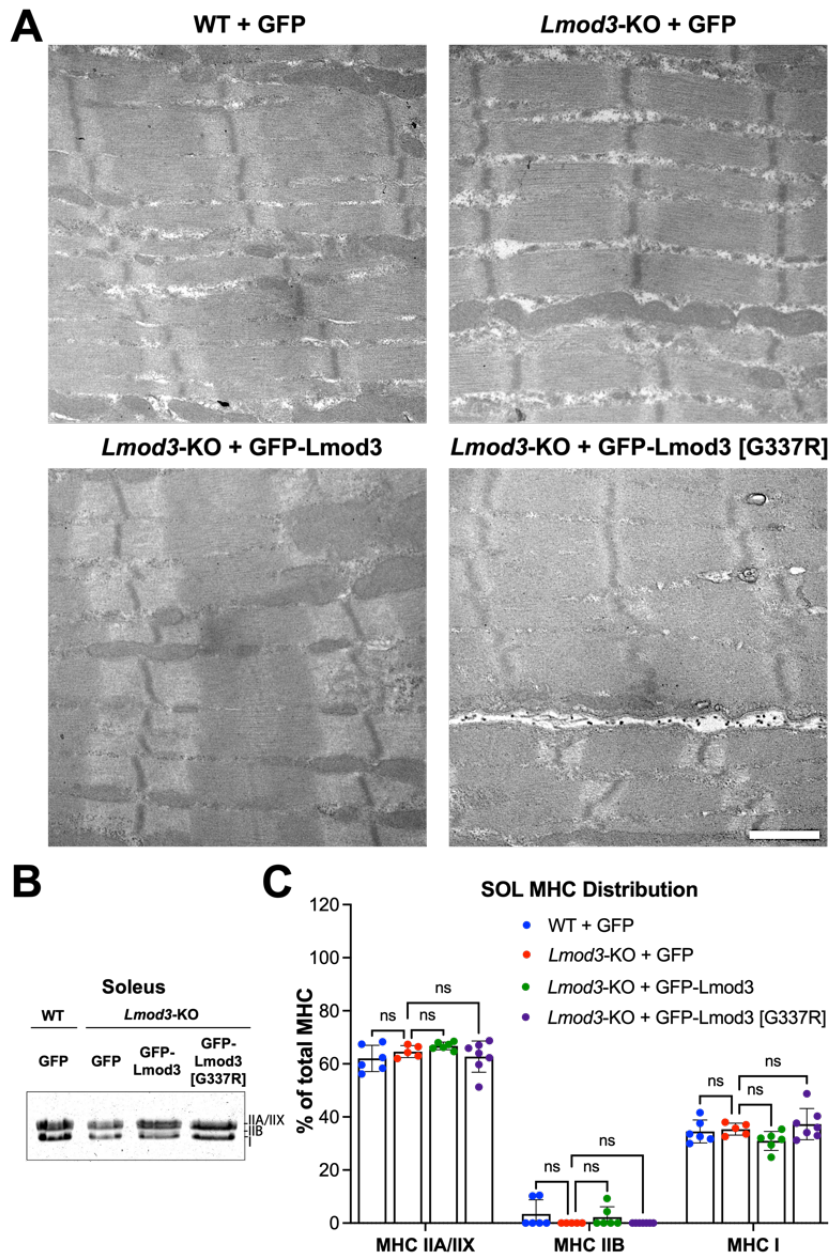 A
WT + GFP
Lmod3-KO + GFP
Lmod3-KO + GFP-Lmod3
Lmod3-KO + GFP-Lmod3 [G337R]
B
Soleus
WT
Lmod3-KO
GFP
GFP
GFP-
Lmod3
GFP-
Lmod3
[G337R]
IIA/IIX
IIB
I
C
SOL MHC Distribution
WT + GFP
Lmod3-KO + GFP
Lmod3-KO + GFP-Lmod3
Lmod3-KO + GFP-Lmod3 [G337R]
% of total MHC
120
100
80
60
40
20
0
ns
ns
ns
ns
ns
ns
ns
ns
ns
MHC IIA/IIX
MHC IIB
MHC I